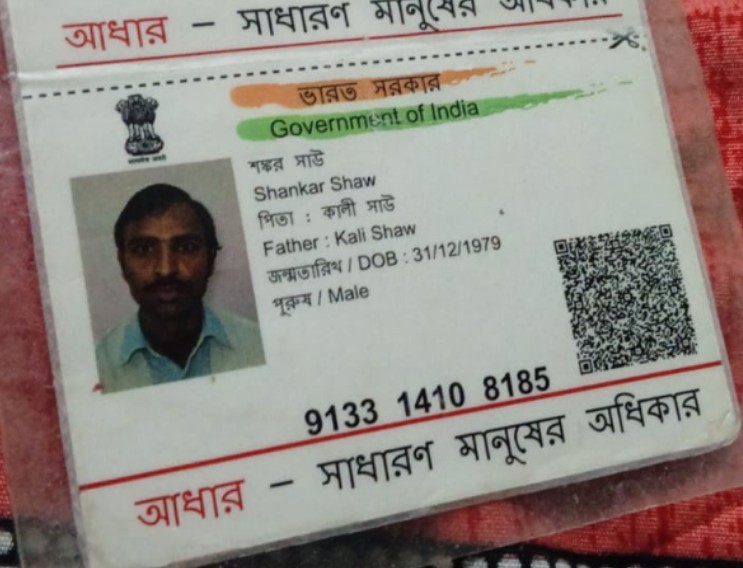 আধার – সাধারণ মানুষের অধিকার
ভারত সরকার
Government of India
শঙ্কর সাউ
Shankar Shaw
পিতা : কালী সাউ
Father : Kali Shaw
জন্মতারিখ / DOB : 31/12/1979
পুরুষ / Male
9133 1410 8185
আধার – সাধারণ মানুষের অধিকার